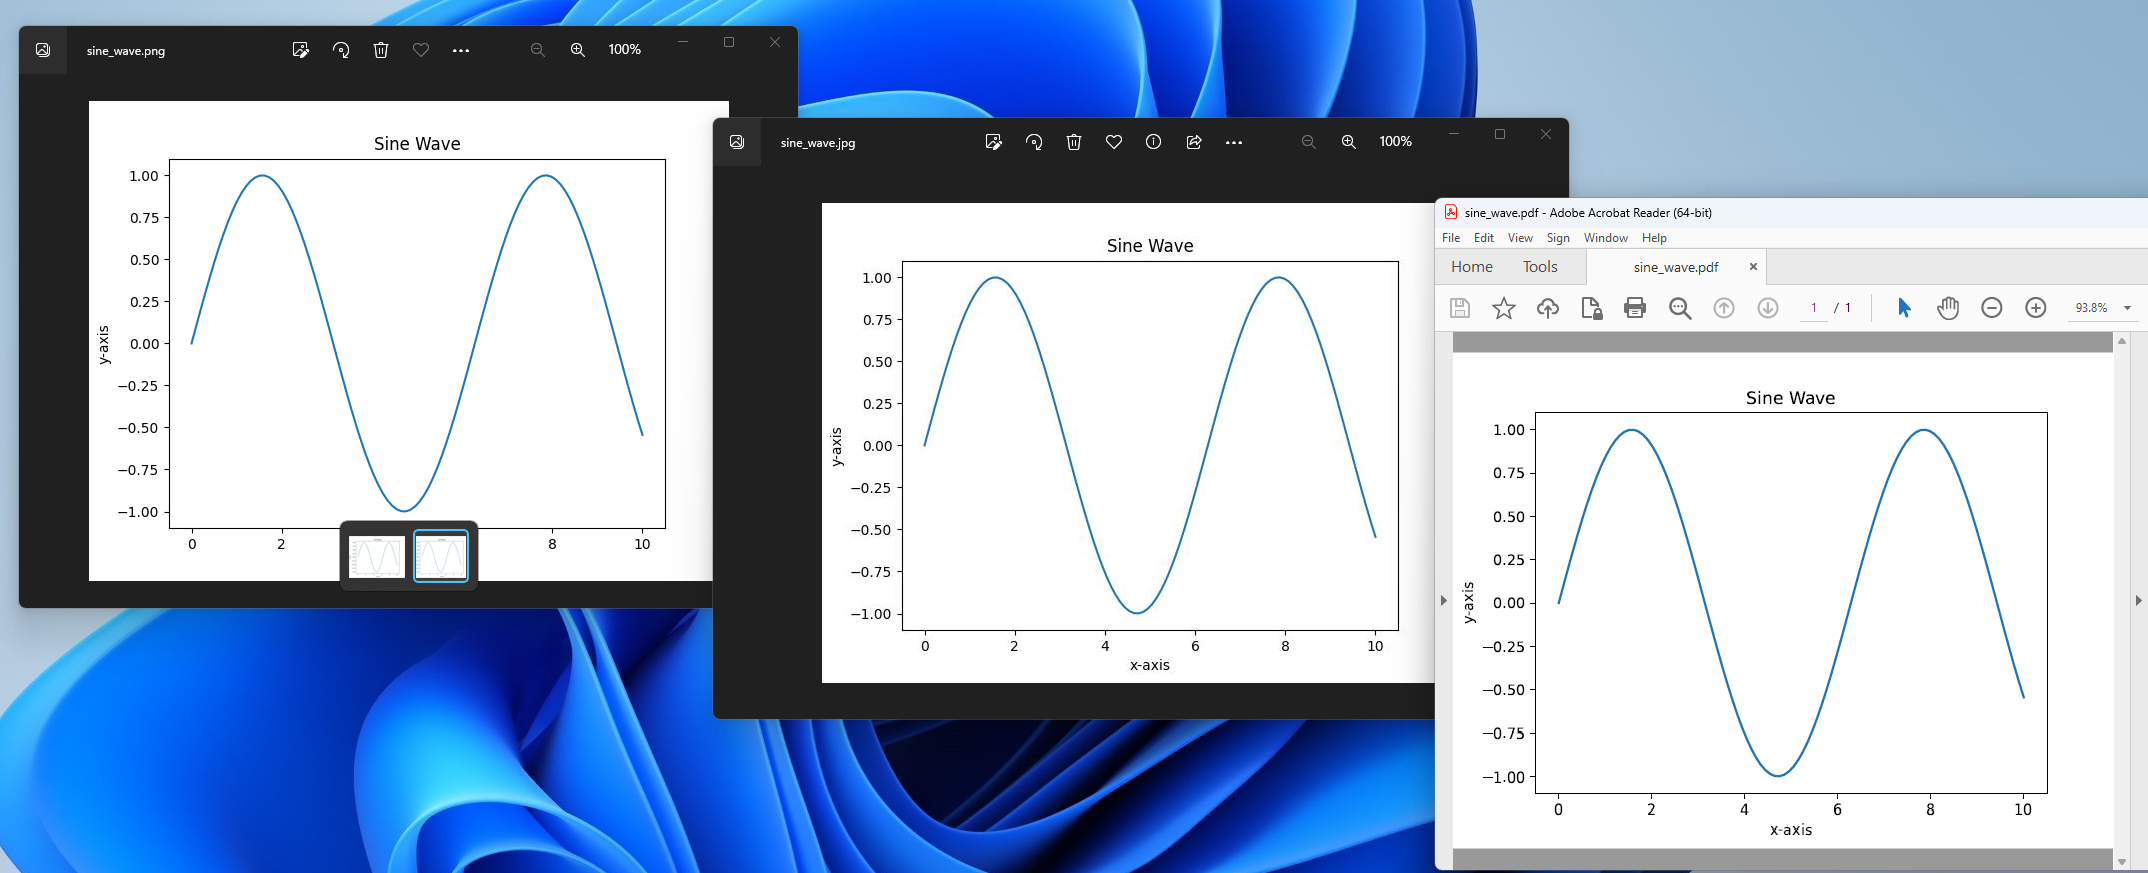 sine_wave.png
100%
Sine Wave
1.00
0.75
0.50
0.25
0.00
−0.25
−0.50
−0.75
−1.00
y-axis
0 2 8 10
sine_wave.jpg
100%
Sine Wave
1.00
0.75
0.50
0.25
0.00
−0.25
−0.50
−0.75
−1.00
y-axis
0 2 4 6 8 10
x-axis
sine_wave.pdf - Adobe Acrobat Reader (64-bit)
File Edit View Sign Window Help
Home Tools sine_wave.pdf
1 / 1 93.8%
Sine Wave
1.00
0.75
0.50
0.25
0.00
−0.25
−0.50
−0.75
−1.00
y-axis
0 2 4 6 8 10
x-axis